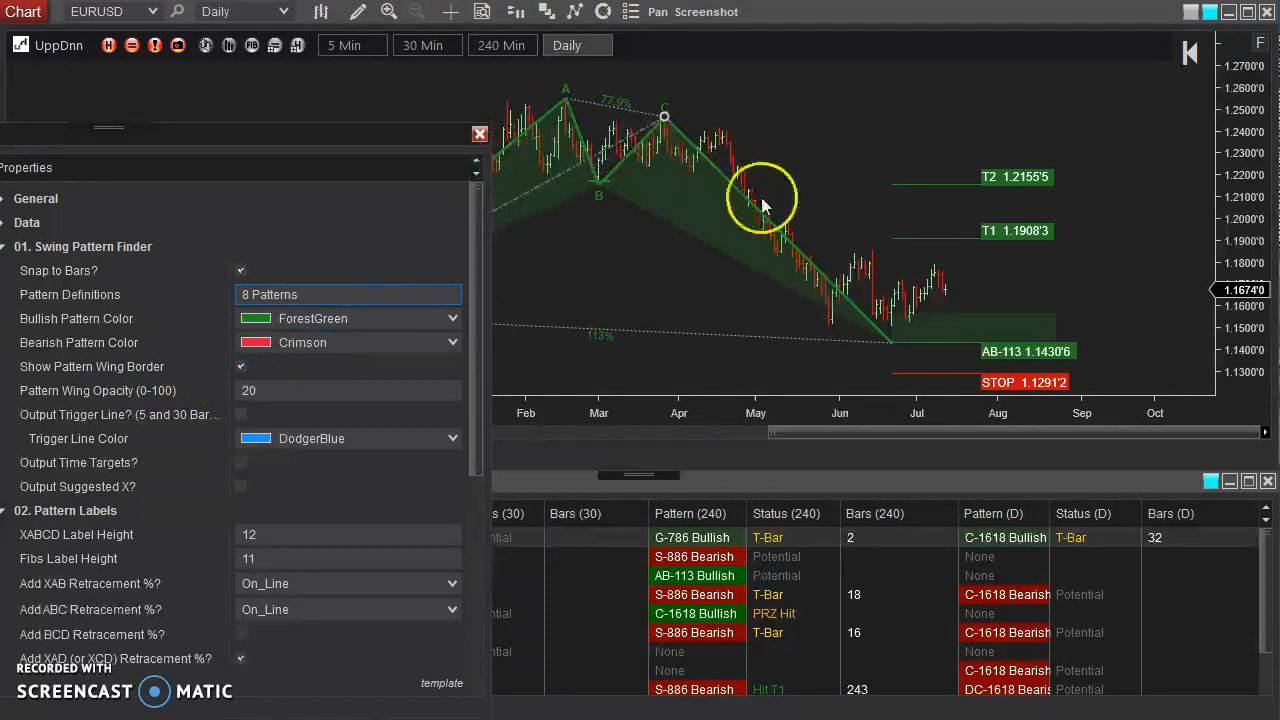 Chart EURUSD Daily Pan Screenshot
UppDnn H FIB H 5 Min 30 Min 240 Min Daily F
Properties
General
Data
01. Swing Pattern Finder
Snap to Bars?
Pattern Definitions 8 Patterns
Bullish Pattern Color ForestGreen
Bearish Pattern Color Crimson
Show Pattern Wing Border
Pattern Wing Opacity (0-100) 20
Output Trigger Line? (5 and 30 Bar...
Trigger Line Color DodgerBlue
Output Time Targets?
Output Suggested X?
02. Pattern Labels
XABCD Label Height 12
Fibs Label Height 11
Add XAB Retracement %? On_Line
Add ABC Retracement %? On_Line
Add BCD Retracement %?
Add XAD (or XCD) Retracement %?
template
RECORDED WITH
SCREENCAST MATIC
A
77.9%
C
B
113%
T2 1.2155'5
T1 1.1908'3
AB-113 1.1430'6
STOP 1.1291'2
1.2700'0
1.2600'0
1.2500'0
1.2400'0
1.2300'0
1.2200'0
1.2100'0
1.2000'0
1.1900'0
1.1800'0
1.1674'0
1.1600'0
1.1500'0
1.1400'0
1.1300'0
Feb Mar Apr May Jun Jul Aug Sep Oct
s (30) Bars (30) Pattern (240) Status (240) Bars (240) Pattern (D) Status (D) Bars (D)
ntial G-786 Bullish T-Bar 2 C-1618 Bullish T-Bar 32
S-886 Bearish Potential None
AB-113 Bullish Potential None
S-886 Bearish T-Bar 18 C-1618 Bearish Potential
ntial C-1618 Bullish PRZ Hit None
S-886 Bearish T-Bar 16 C-1618 Bearish Potential
ntial None None
None C-1618 Bearish Potential
S-886 Bearish Hit T1 243 DC-1618 Bearis Potential